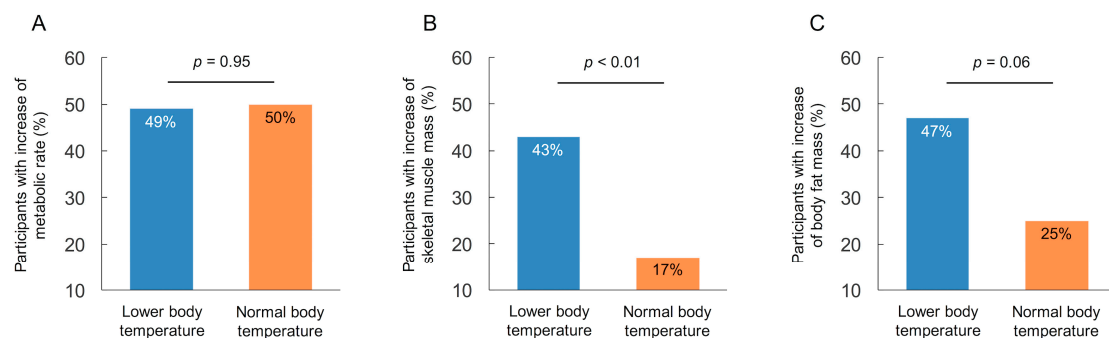 A
Participants with increase of
metabolic rate (%)
60
50
40
30
20
10
p = 0.95
49%
50%
Lower body
temperature
Normal body
temperature
B
Participants with increase of
skeletal muscle mass (%)
60
50
40
30
20
10
p < 0.01
43%
17%
Lower body
temperature
Normal body
temperature
C
Participants with increase
of body fat mass (%)
60
50
40
30
20
10
p = 0.06
47%
25%
Lower body
temperature
Normal body
temperature